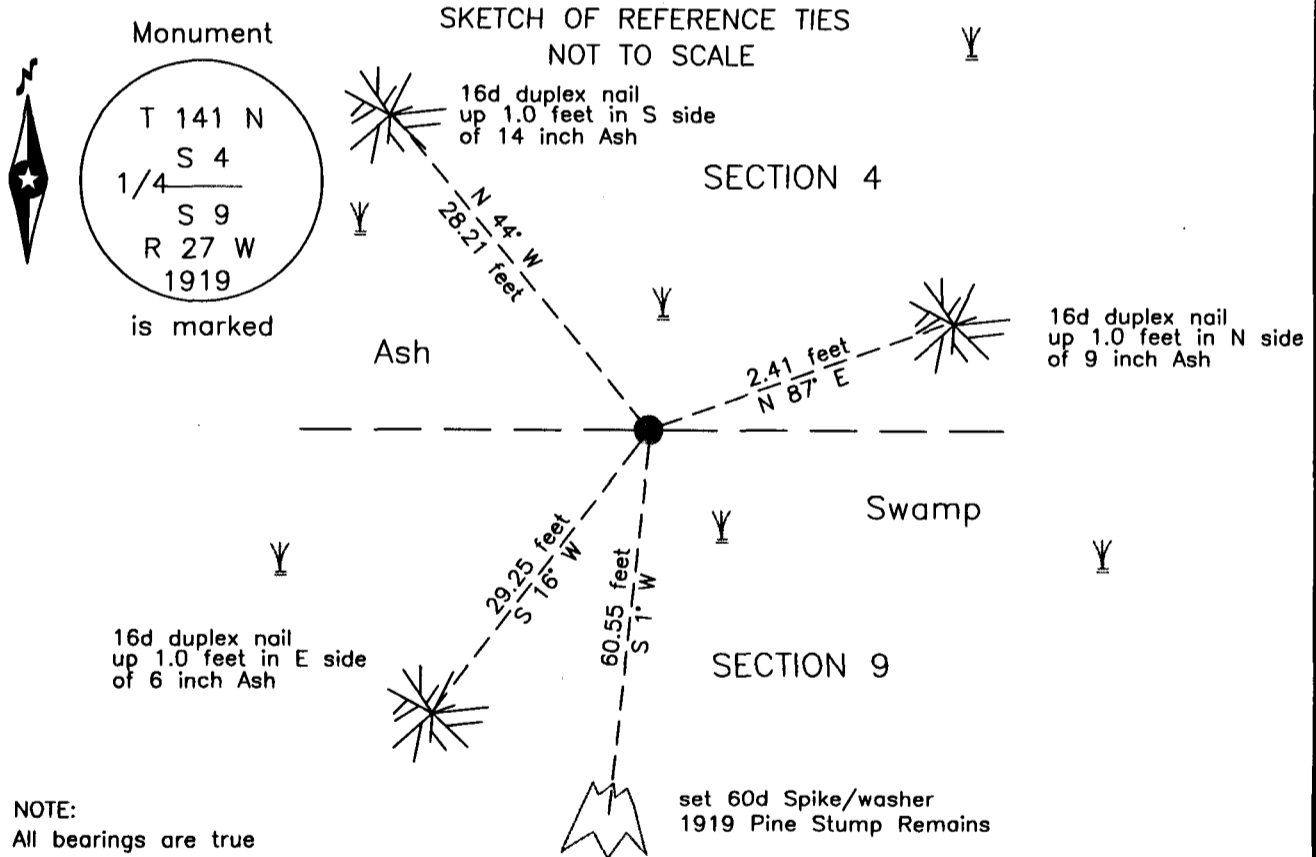 SKETCH OF REFERENCE TIES
NOT TO SCALE
N
Monument
T 141 N
S 4
1/4
S 9
R 27 W
1919
is marked
16d duplex nail
up 1.0 feet in S side
of 14 inch Ash
SECTION 4
N 44° W
28.21 feet
16d duplex nail
up 1.0 feet in N side
of 9 inch Ash
Ash
2.41 feet
N 87° E
Swamp
29.25 feet
S 16° W
60.55 feet
S 1° W
16d duplex nail
up 1.0 feet in E side
of 6 inch Ash
SECTION 9
set 60d Spike/washer
1919 Pine Stump Remains
NOTE:
All bearings are true